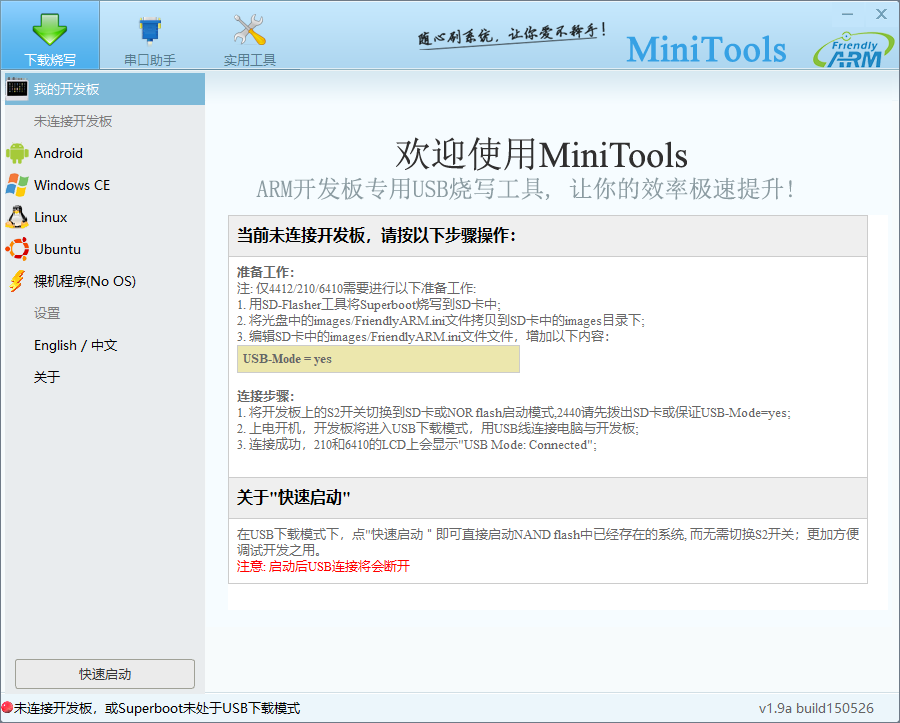 下载烧写
串口助手
实用工具
随心刷系统，让你爱不释手！
MiniTools
Friendly
ARM
我的开发板
未连接开发板
Android
Windows CE
Linux
Ubuntu
祼机程序(No OS)
设置
English / 中文
关于
快速启动
欢迎使用MiniTools
ARM开发板专用USB烧写工具，让你的效率极速提升！
当前未连接开发板，请按以下步骤操作：
准备工作：
注: 仅4412/210/6410需要进行以下准备工作:
1. 用SD-Flasher工具将Superboot烧写到SD卡中;
2. 将光盘中的images/FriendlyARM.ini文件拷贝到SD卡中的images目录下;
3. 编辑SD卡中的images/FriendlyARM.ini文件文件，增加以下内容：
USB-Mode = yes
连接步骤：
1. 将开发板上的S2开关切换到SD卡或NOR flash启动模式,2440请先拨出SD卡或保证USB-Mode=yes;
2. 上电开机，开发板将进入USB下载模式，用USB线连接电脑与开发板;
3. 连接成功，210和6410的LCD上会显示"USB Mode: Connected";
关于"快速启动"
在USB下载模式下，点"快速启动 " 即可直接启动NAND flash中已经存在的系统, 而无需切换S2开关；更加方便
调试开发之用。
注意: 启动后USB连接将会断开
未连接开发板，或Superboot未处于USB下载模式
v1.9a build150526